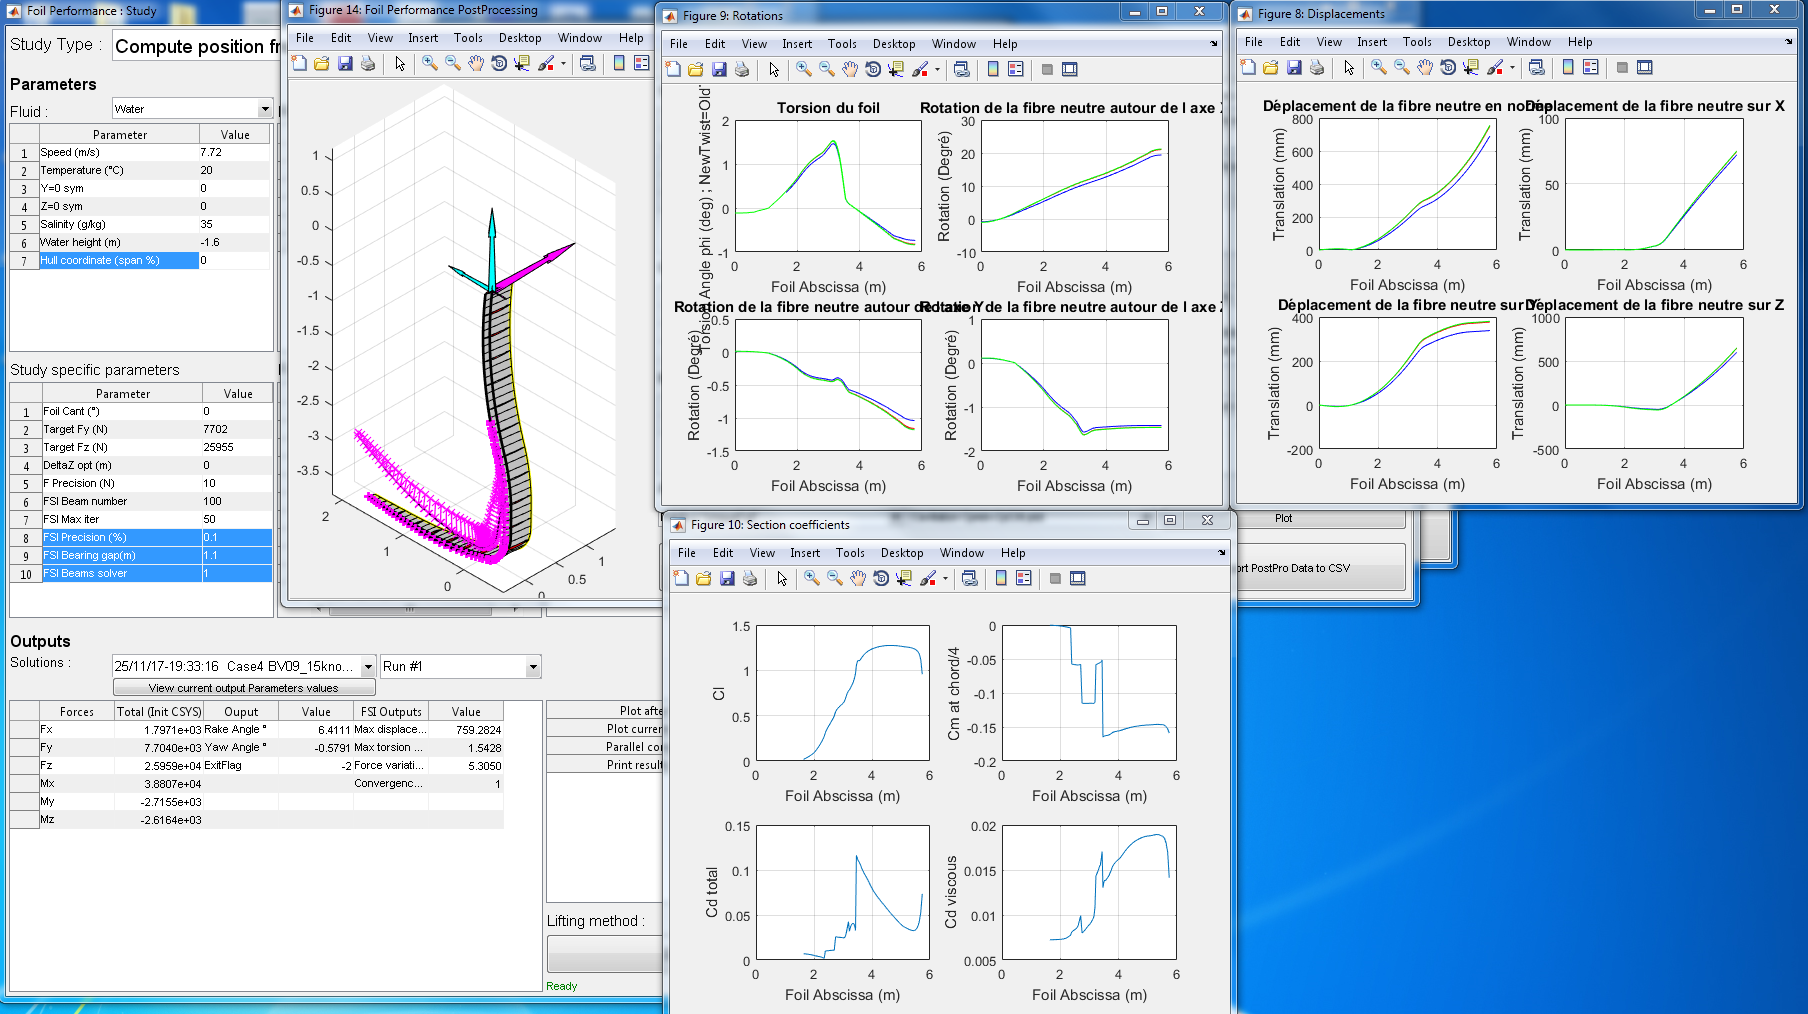 Foil Performance : Study
Study Type :
Compute position fr
Parameters
Fluid :
Water
Parameter Value
1 Speed (m/s) 7.72
2 Temperature (°C) 20
3 Y=0 sym 0
4 Z=0 sym 0
5 Salinity (g/kg) 35
6 Water height (m) -1.6
7 Hull coordinate (span %) 0
Study specific parameters
Parameter Value
1 Foil Cant (°) 0
2 Target Fy (N) 7702
3 Target Fz (N) 25955
4 DeltaZ opt (m) 0
5 F Precision (N) 10
6 FSI Beam number 100
7 FSI Max iter 50
8 FSI Precision (%) 0.1
9 FSI Bearing gap(m) 1.1
10 FSI Beams solver 1
Outputs
Solutions :
25/11/17-19:33:16 Case4 BV09_15kno...
Run #1
View current output Parameters values
Forces Total (Init CSYS) Ouput Value FSI Outputs Value
Fx 1.7971e+03 Rake Angle ° 6.4111 Max displace... 759.2824
Fy 7.7040e+03 Yaw Angle ° -0.5791 Max torsion ... 1.5428
Fz 2.5959e+04 ExitFlag -2 Force variati... 5.3050
Mx 3.8807e+04 Convergenc... 1
My -2.7155e+03
Mz -2.6164e+03
Plot afte
Plot currer
Parallel cor
Print result
Lifting method :
Ready
Figure 14: Foil Performance PostProcessing
File Edit View Insert Tools Desktop Window Help
1
0.5
0
-0.5
-1
-1.5
-2
-2.5
-3
-3.5
2
1
0
0
0.5
1
Figure 9: Rotations
File Edit View Insert Tools Desktop Window Help
Torsion du foil
Torsion Angle phi (deg) ; NewTwist=Old
2
1
0
-1
0 2 4 6
Foil Abscissa (m)
Rotation de la fibre neutre autour de l axe
Rotation (Degré)
30
20
10
0
-10
0 2 4 6
Foil Abscissa (m)
Rotation de la fibre neutre autour de l axe Y
Rotation (Degré)
0.5
0
-0.5
-1
-1.5
0 2 4 6
Foil Abscissa (m)
Rotation de la fibre neutre autour de l axe
Rotation (Degré)
1
0
-1
-2
0 2 4 6
Foil Abscissa (m)
Figure 8: Displacements
File Edit View Insert Tools Desktop Window Help
Déplacement de la fibre neutre en norme
Translation (mm)
800
600
400
200
0
0 2 4 6
Foil Abscissa (m)
Déplacement de la fibre neutre sur X
Translation (mm)
100
50
0
0 2 4 6
Foil Abscissa (m)
Déplacement de la fibre neutre sur Y
Translation (mm)
400
200
0
-200
0 2 4 6
Foil Abscissa (m)
Déplacement de la fibre neutre sur Z
Translation (mm)
1000
500
0
-500
0 2 4 6
Foil Abscissa (m)
Plot
ort PostPro Data to CSV
Figure 10: Section coefficients
File Edit View Insert Tools Desktop Window Help
Cl
1.5
1
0.5
0
0 2 4 6
Foil Abscissa (m)
Cm at chord/4
0
-0.05
-0.1
-0.15
-0.2
0 2 4 6
Foil Abscissa (m)
Cd total
0.15
0.1
0.05
0
0 2 4 6
Foil Abscissa (m)
Cd viscous
0.02
0.015
0.01
0.005
0 2 4 6
Foil Abscissa (m)